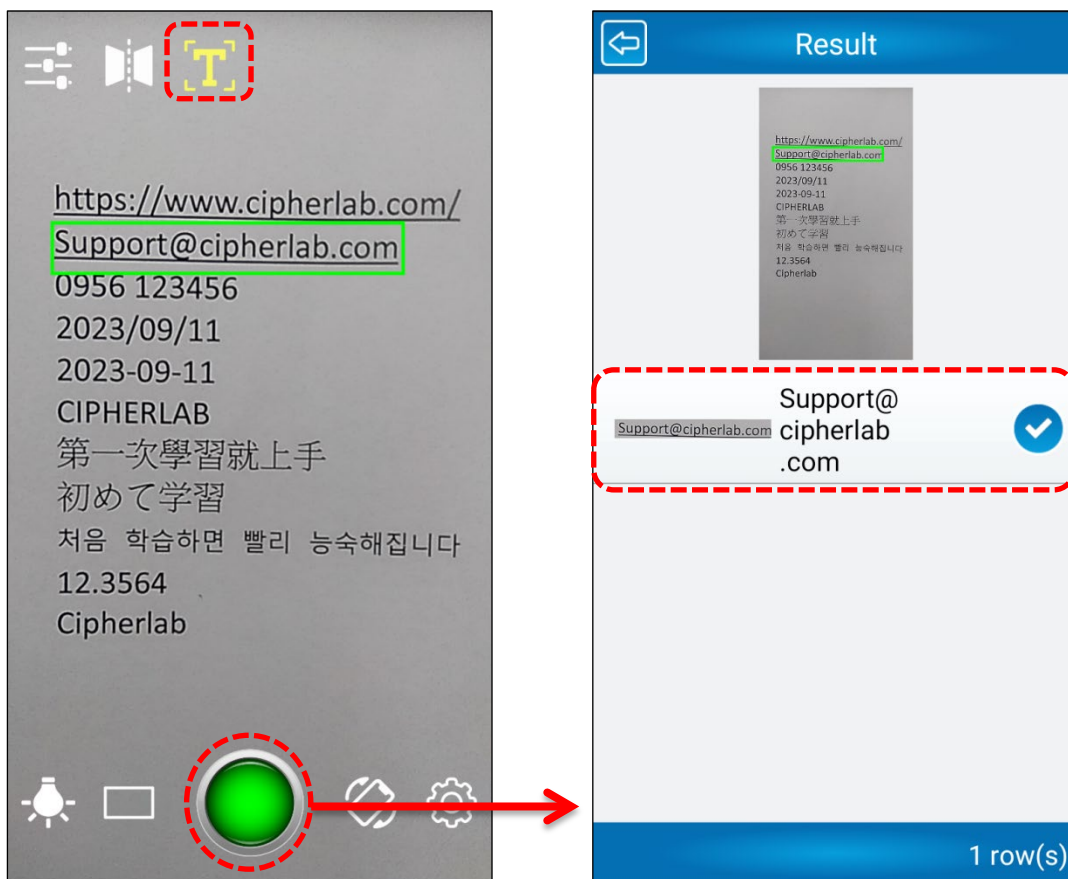 T
https://www.cipherlab.com/
Support@cipherlab.com
0956 123456
2023/09/11
2023-09-11
CIPHERLAB
第一次學習就上手
初めて学習
처음 학습하면 빨리 능숙해집니다
12.3564
Cipherlab
Result
https://www.cipherlab.com/
Support@cipherlab.com
0956 123456
2023/09/11
2023-09-11
CIPHERLAB
第一次學習就上手
初めて学習
처음 학습하면 빨리 능숙해집니다
12.3564
Cipherlab
Support@cipherlab.com
Support@
cipherlab
.com
1 row(s)